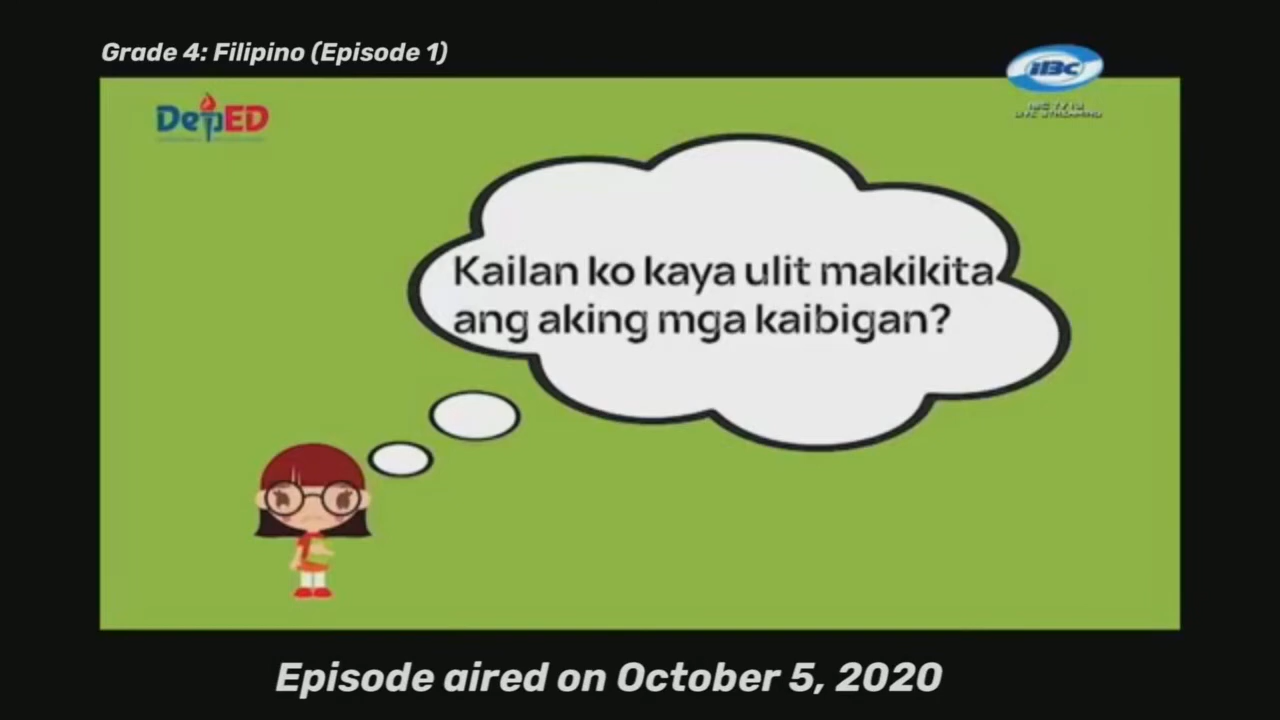 Grade 4: Filipino (Episode 1)
iBC
DepED
Kailan ko kaya ulit makikita
ang aking mga kaibigan?
Episode aired on October 5, 2020